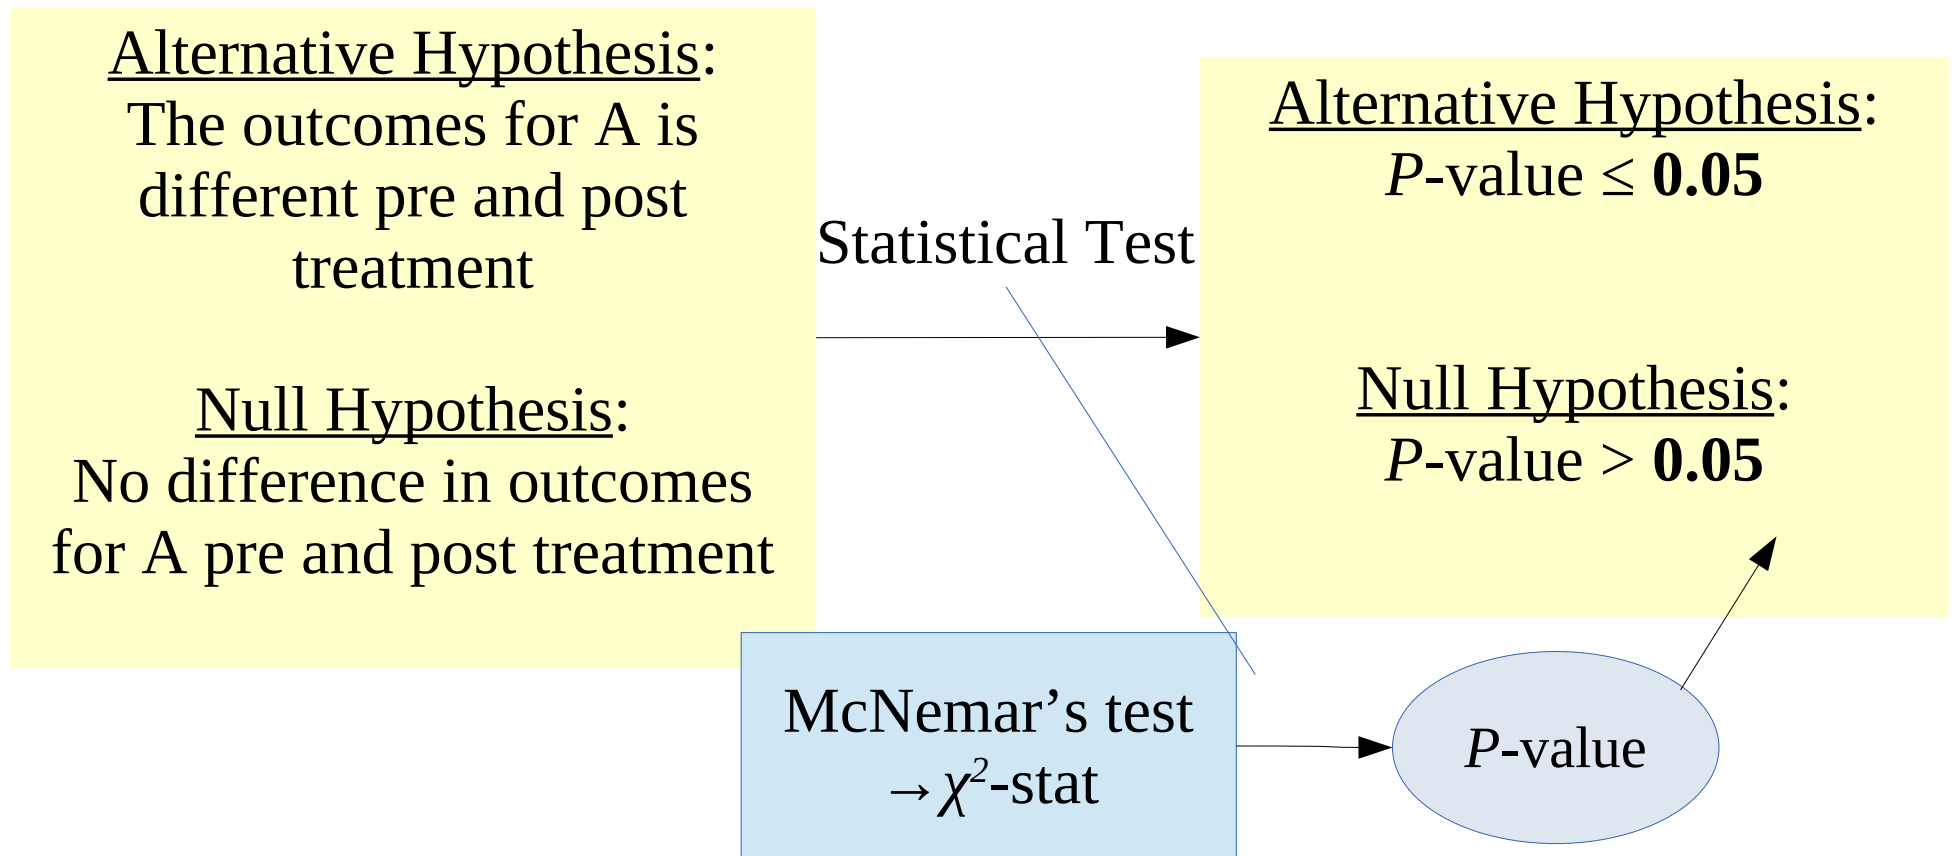 Alternative Hypothesis:
The outcomes for A is
different pre and post
treatment
Null Hypothesis:
No difference in outcomes
for A pre and post treatment
Statistical Test
Alternative Hypothesis:
P-value ≤ 0.05
Null Hypothesis:
P-value > 0.05
McNemar’s test
→χ²-stat
P-value